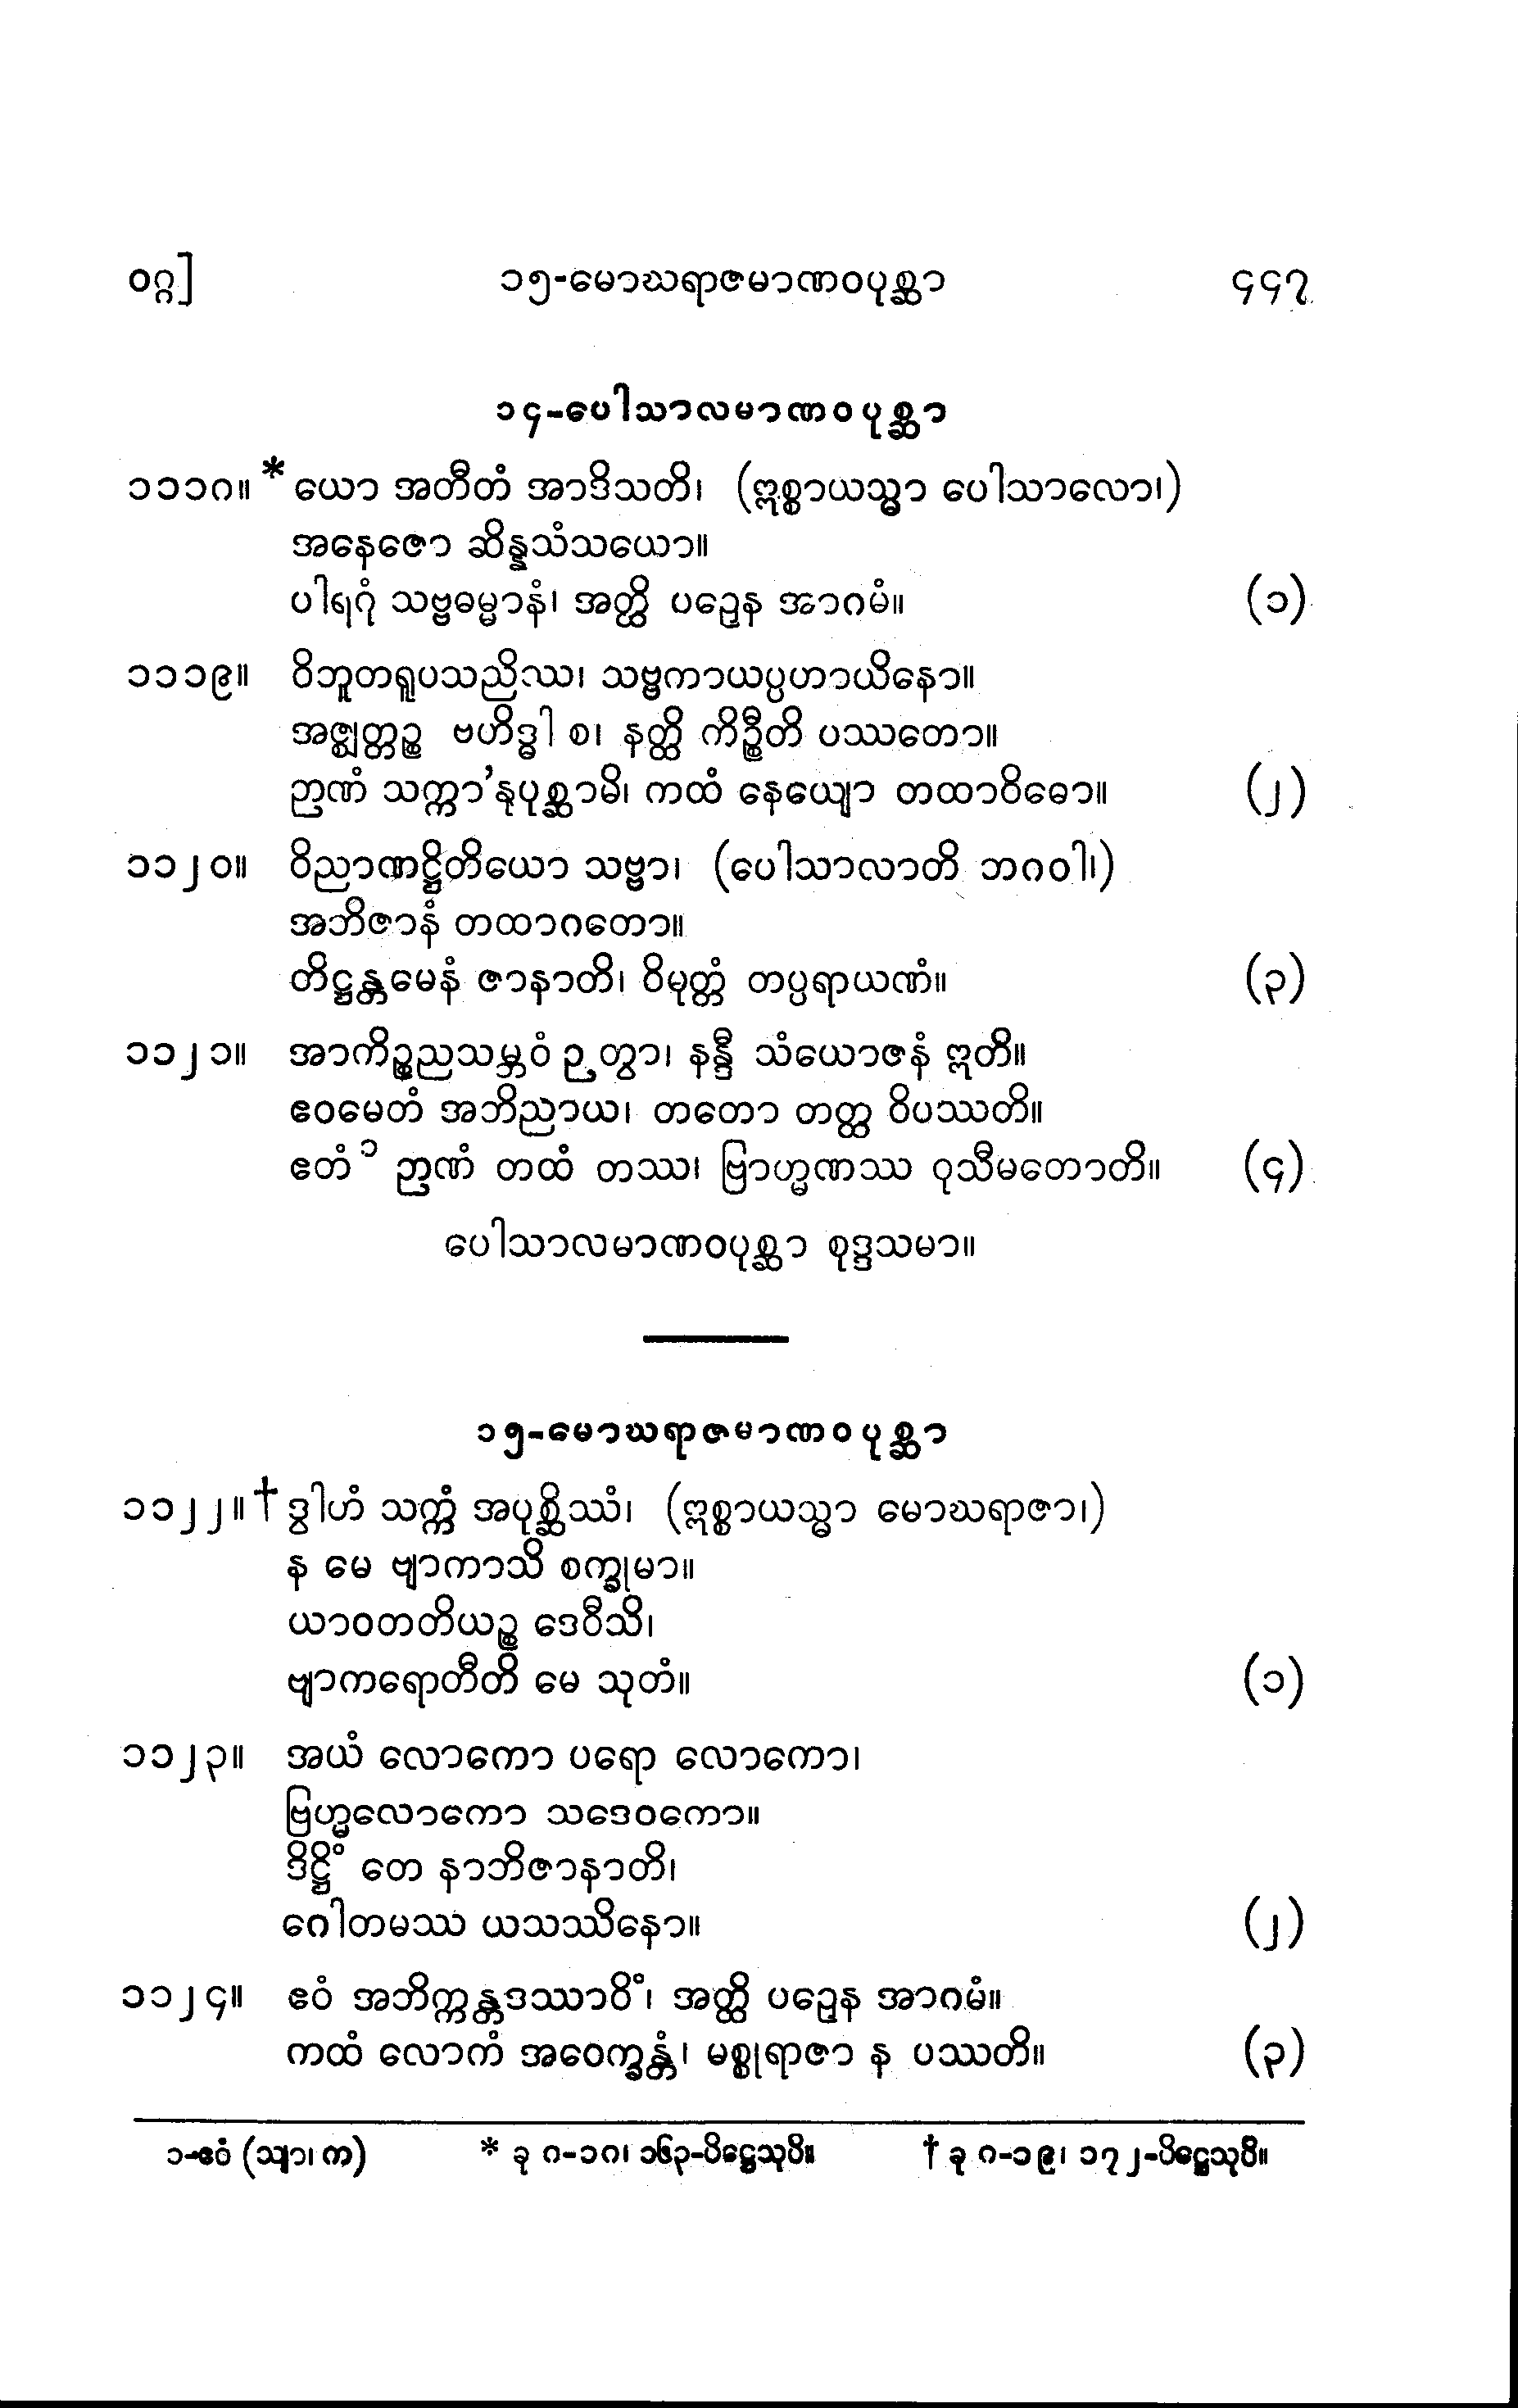 ဝဂ္ဂ] ၁၅-မောဃရာဇမာဏဝပုစ္ဆာ ၄၄၇
၁၄-ပေါသာလမာဏဝပုစ္ဆာ
၁၁၁၈။ * ယော အတီတံ အာဒိသတိ၊ (ဣစ္စာယသ္မာ ပေါသာလော၊)
အနေဇော ဆိန္နသံသယော။
ပါရဂုံ သဗ္ဗဓမ္မာနံ၊ အတ္ထိ ပဉှေန အာဂမံ။ (၁)
၁၁၁၉။ ဝိဘူတရူပသညိဿ၊ သဗ္ဗကာယပ္ပဟာယိနော။
အဇ္ဈတ္တဉ္စ ဗဟိဒ္ဓါ စ၊ နတ္ထိ ကိဉ္စီတိ ပဿတော။
ဉာဏံ သက္ကာ'နုပုစ္ဆာမိ၊ ကထံ နေယျော တထာဝိဓော။ (၂)
၁၁၂၀။ ဝိညာဏဋ္ဌိတိယော သဗ္ဗာ၊ (ပေါသာလာတိ ဘဂဝါ၊)
အဘိဇာနံ တထာဂတော။
တိဋ္ဌန္တမေနံ ဇာနာတိ၊ ဝိမုတ္တံ တပ္ပရာယဏံ။ (၃)
၁၁၂၁။ အာကိဉ္စညသမ္ဘဝံ ဉတွာ၊ နန္ဒီ သံယောဇနံ ဣတိ။
ဧဝမေတံ အဘိညာယ၊ တတော တတ္ထ ဝိပဿတိ။
ဧတံ ၁ ဉာဏံ တထံ တဿ၊ ဗြာဟ္မဏဿ ဝုသီမတောတိ။ (၄)
ပေါသာလမာဏဝပုစ္ဆာ စုဒ္ဒသမာ။
၁၅-မောဃရာဇမာဏဝပုစ္ဆာ
၁၁၂၂။ † ဒွါဟံ သက္ကံ အပုစ္ဆိဿံ၊ (ဣစ္စာယသ္မာ မောဃရာဇာ၊)
န မေ ဗျာကာသိ စက္ခုမာ။
ယာဝတတိယဉ္စ ဒေဝီသိ၊
ဗျာကရောတီတိ မေ သုတံ။ (၁)
၁၁၂၃။ အယံ လောကော ပရော လောကော၊
ဗြဟ္မလောကော သဒေဝကော။
ဒိဋ္ဌိံ တေ နာဘိဇာနာတိ၊
ဂေါတမဿ ယသဿိနော။ (၂)
၁၁၂၄။ ဧဝံ အဘိက္ကန္တဒဿာဝိံ၊ အတ္ထိ ပဉှေန အာဂမံ။
ကထံ လောကံ အဝေက္ခန္တံ၊ မစ္စုရာဇာ န ပဿတိ။ (၃)
၁-ဧဝံ (သျာ၊ က) * ခု ၈-၁၈၊ ၁၆၃-ပိဋ္ဌေသုပိ။ † ခု ၈-၁၉၊ ၁၇၂-ပိဋ္ဌေသုပိ။